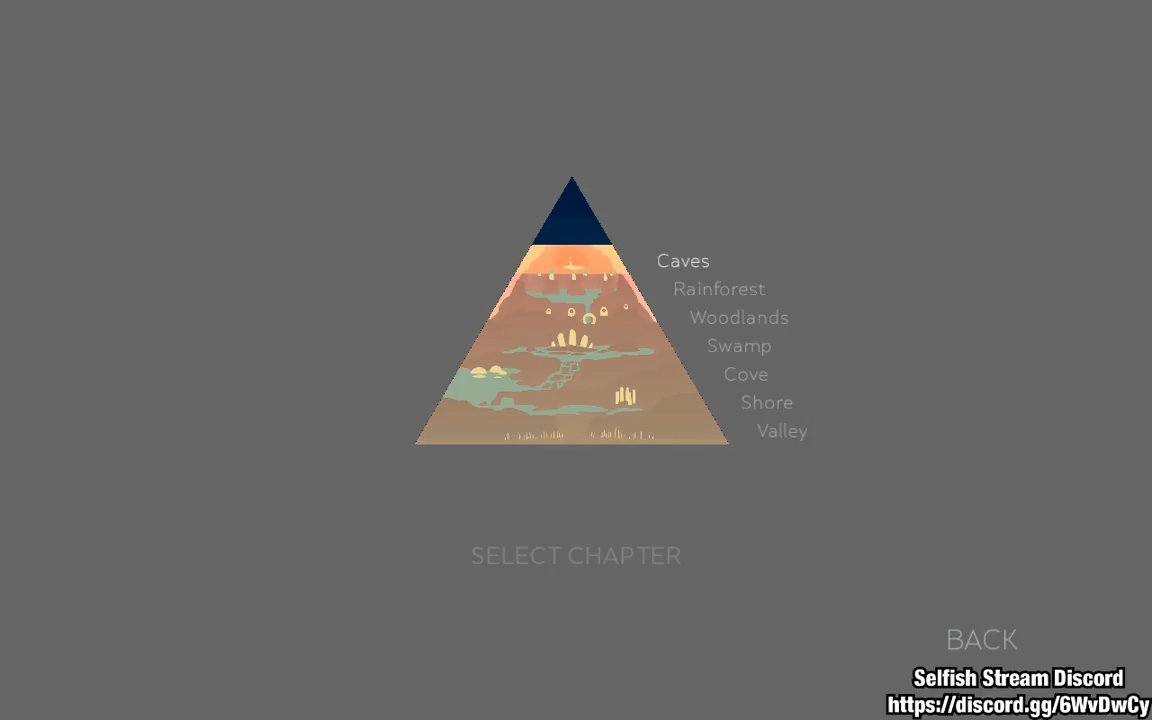 Caves
Rainforest
Woodlands
Swamp
Cove
Shore
Valley
SELECT CHAPTER
BACK
Selfish Stream Discord
https://discord.gg/6WvDwCy